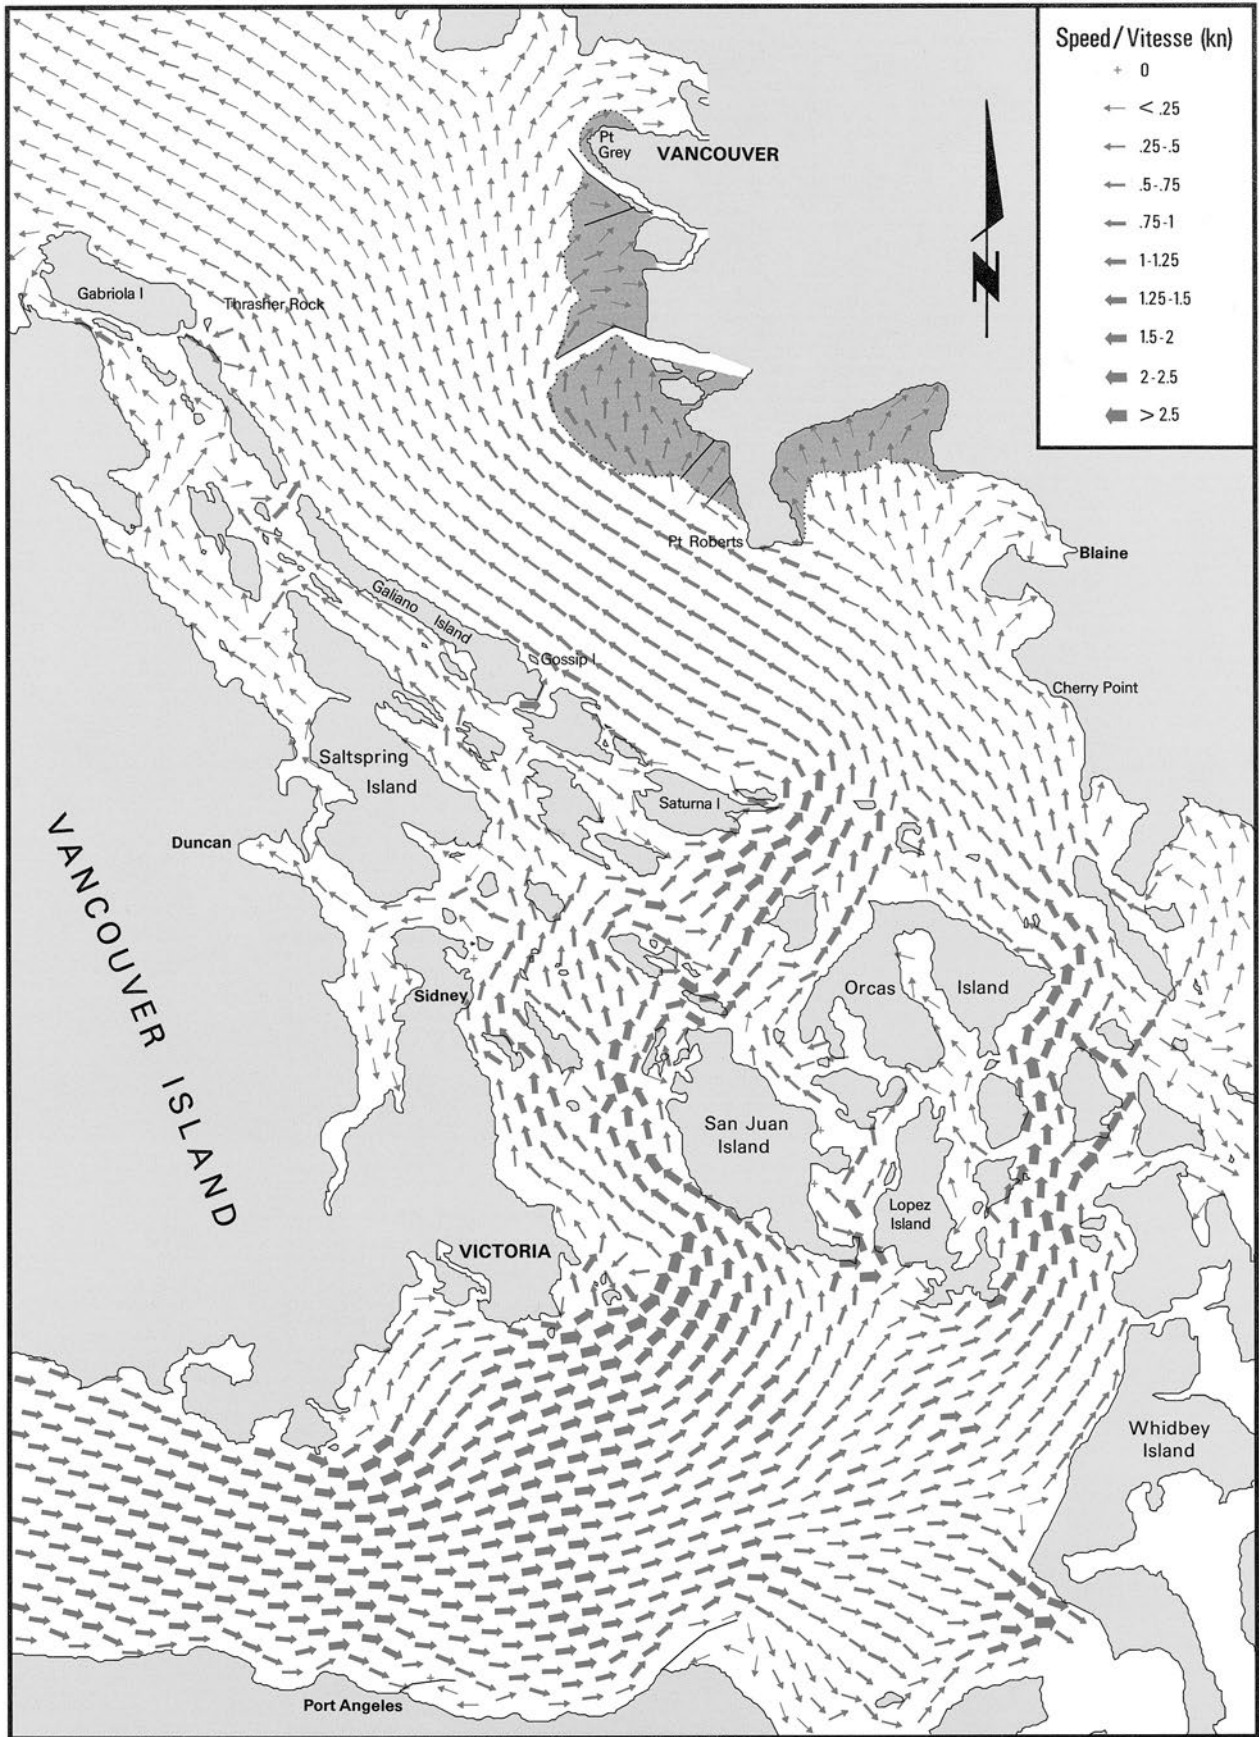 Speed/Vitesse (kn)
0
< .25
.25-.5
.5-.75
.75-1
1-1.25
1.25-1.5
1.5-2
2-2.5
> 2.5
N
Pt
Grey
VANCOUVER
Gabriola I
Thrasher Rock
Pt Roberts
Blaine
Galiano
Island
Gossip I
Cherry Point
Saltspring
Island
Saturna I
Duncan
VANCOUVER ISLAND
Sidney
Orcas
Island
San Juan
Island
Lopez
Island
VICTORIA
Whidbey
Island
Port Angeles